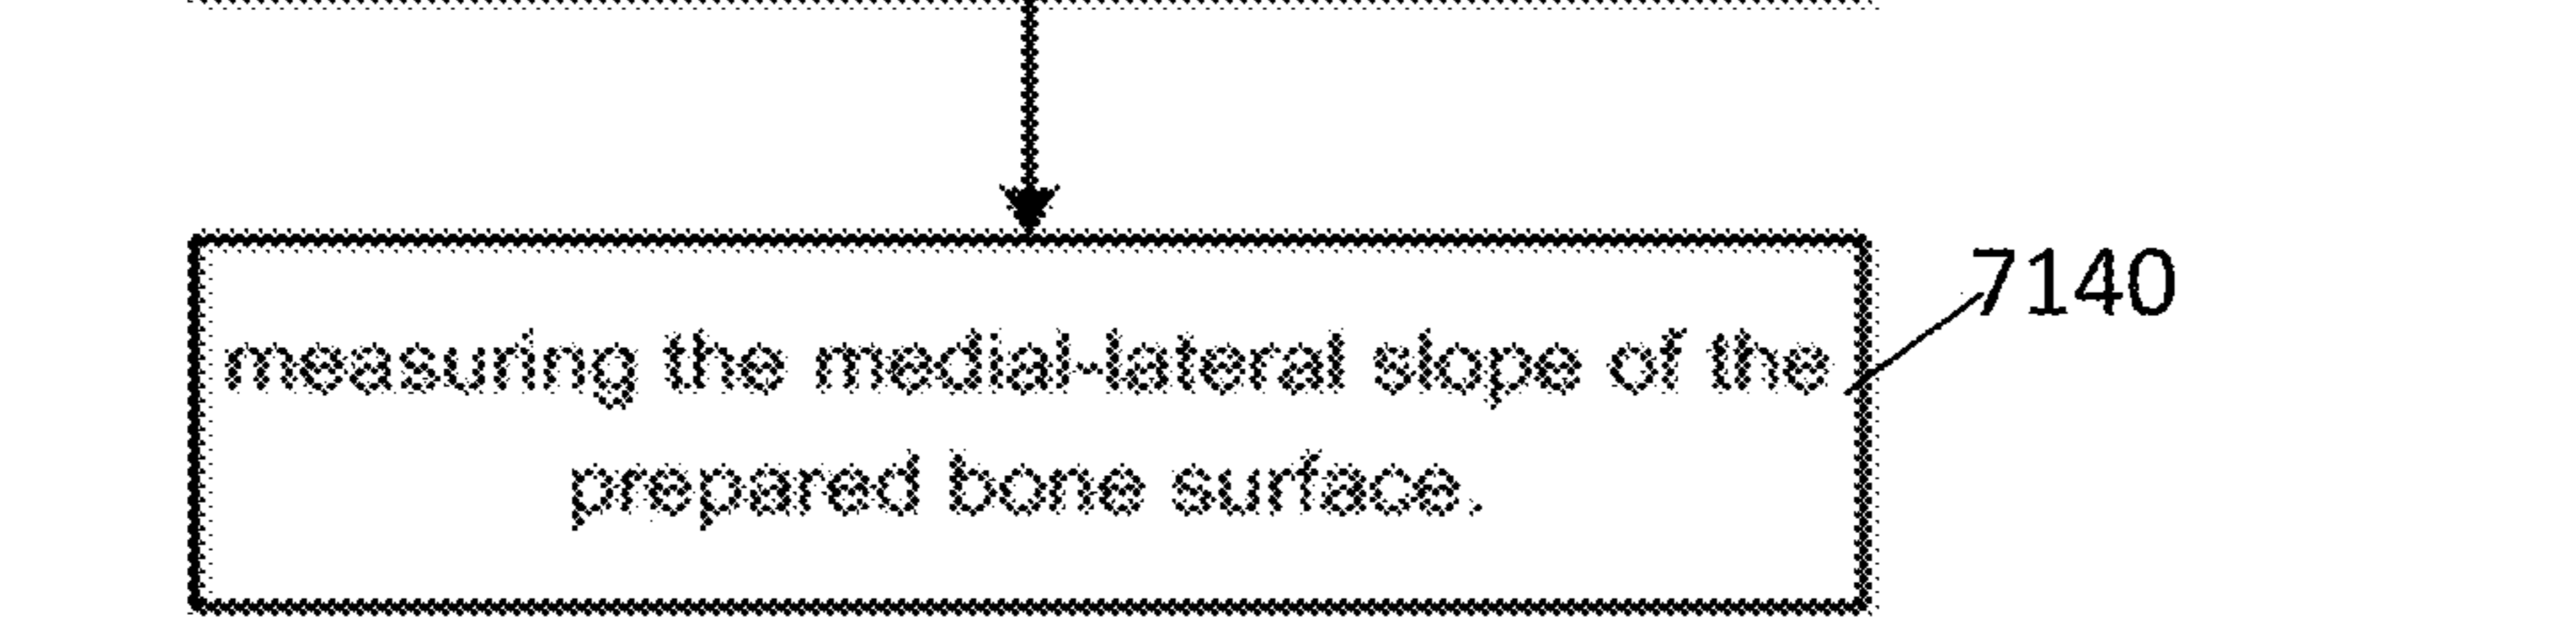 7140
measuring the medial-lateral slope of the
prepared bone surface.